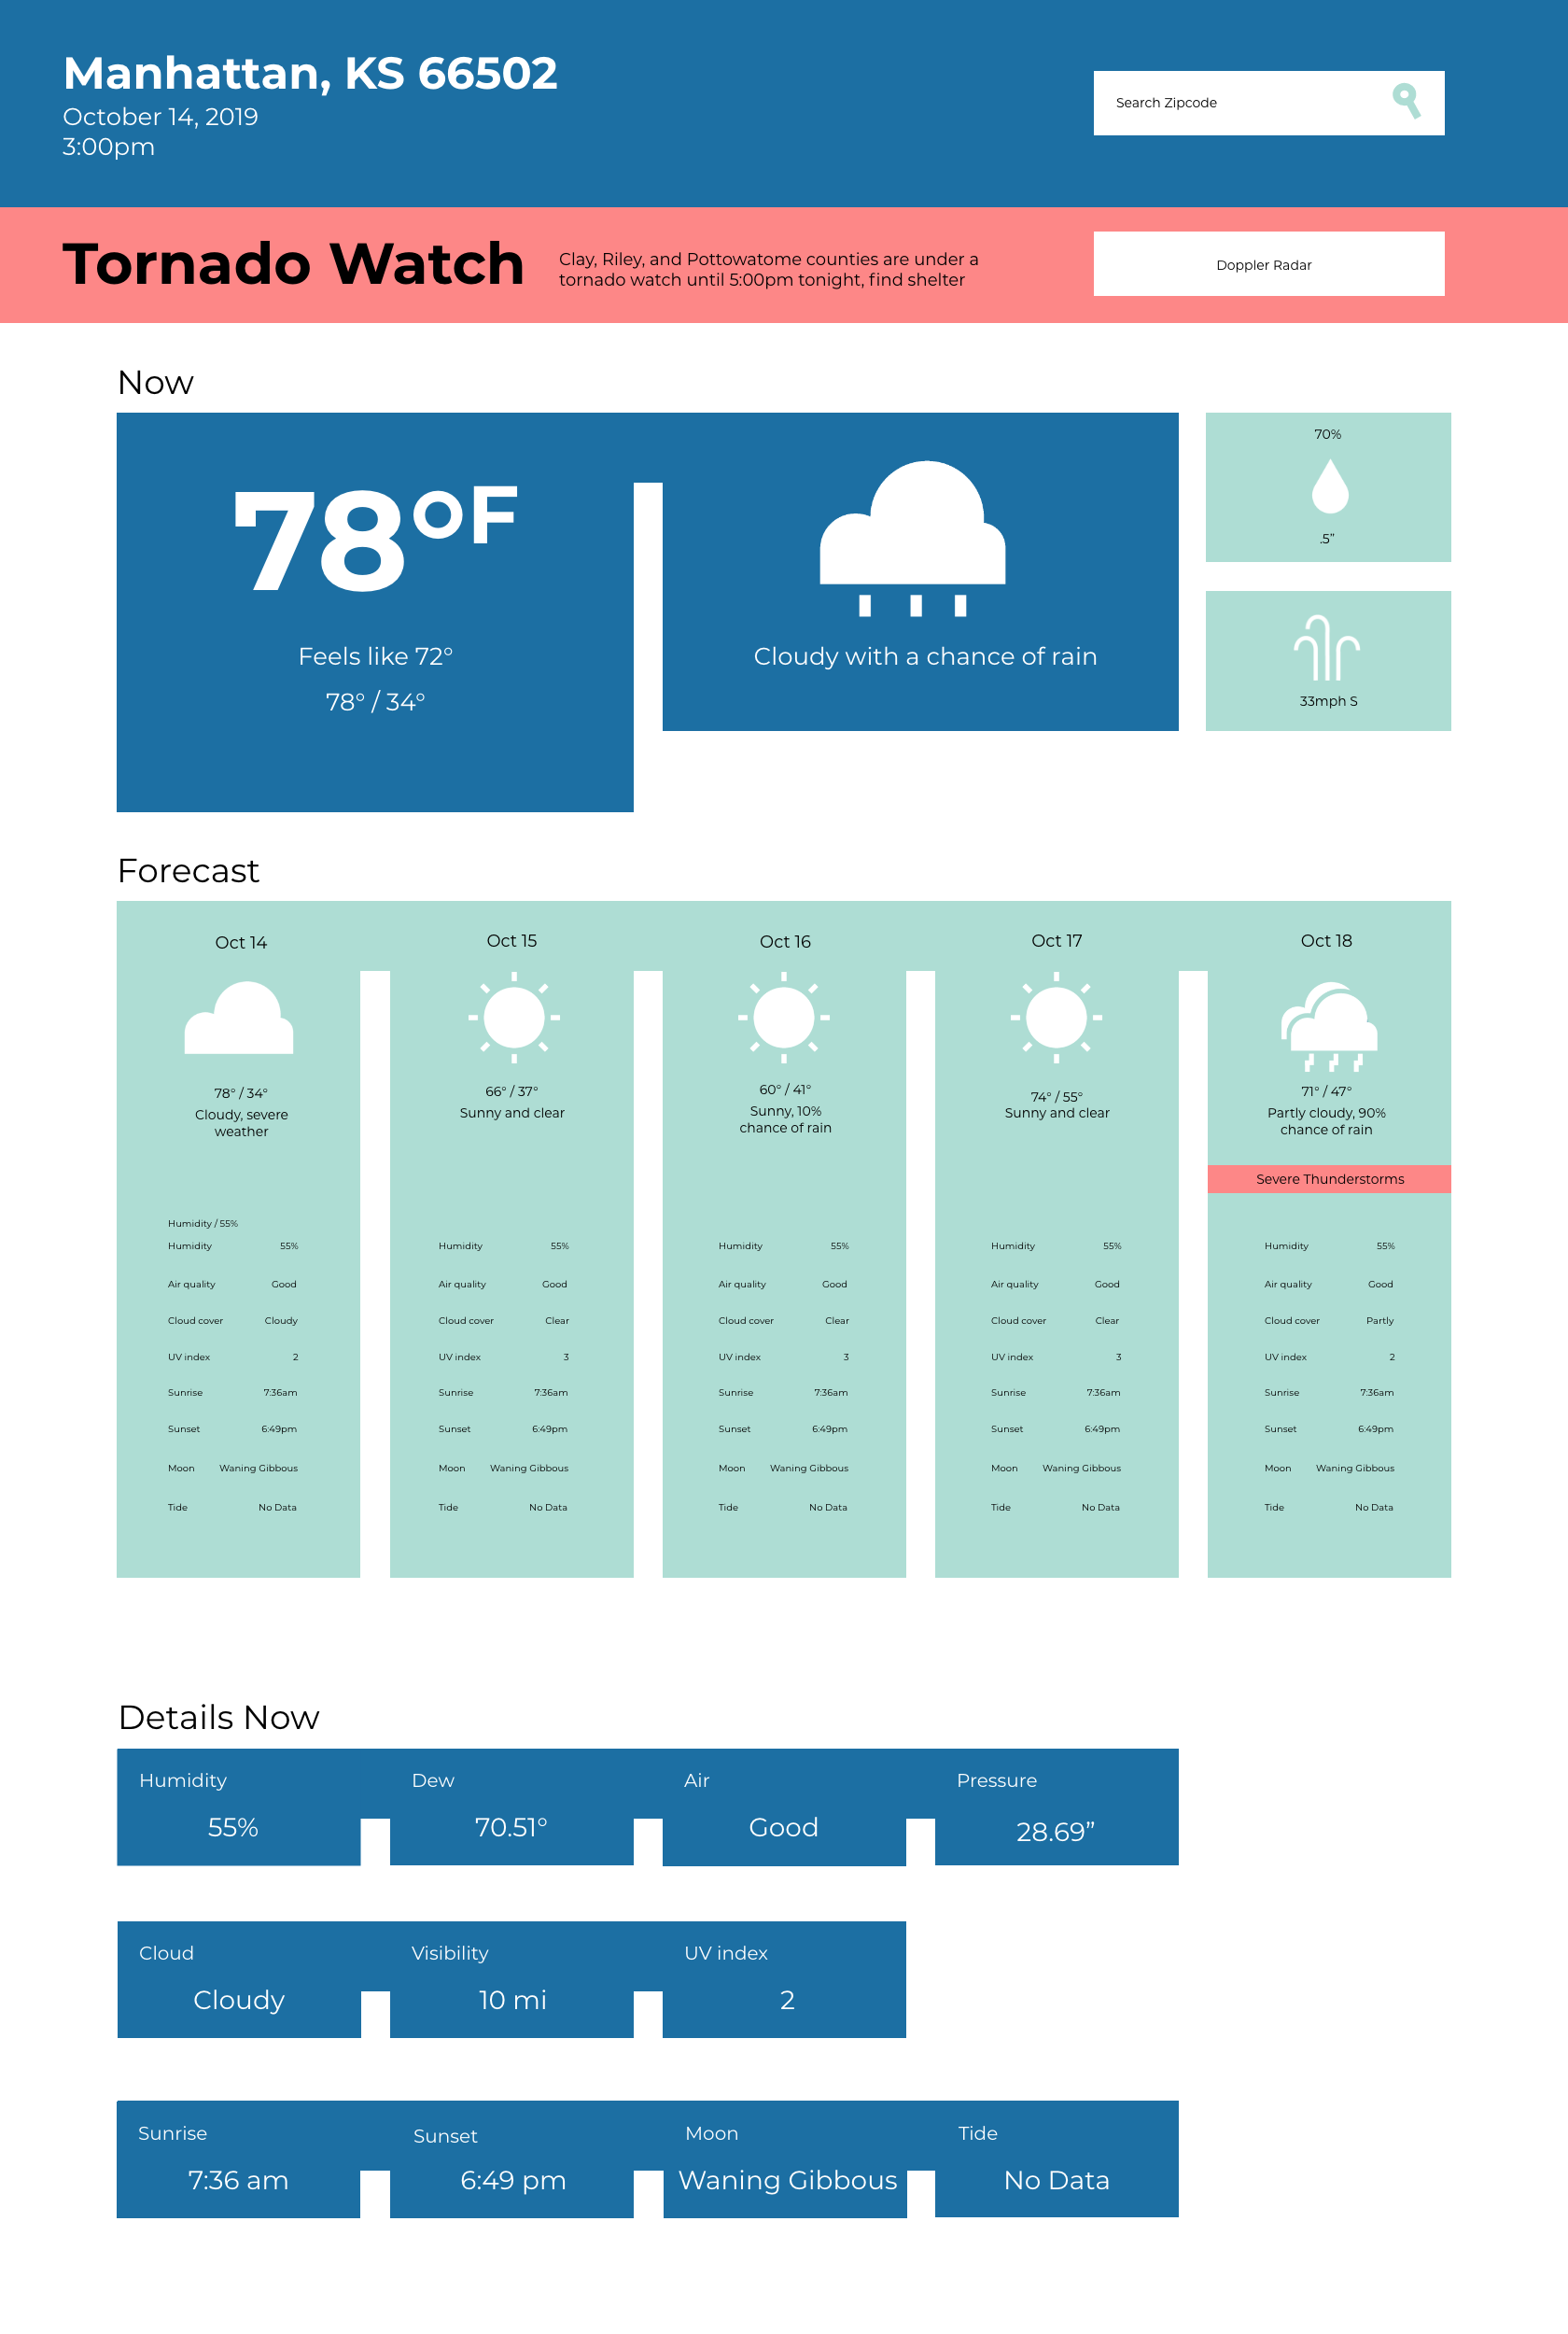 Manhattan, KS 66502
October 14, 2019
3:00pm
Search Zipcode
Tornado Watch
Clay, Riley, and Pottowatome counties are under a
tornado watch until 5:00pm tonight, find shelter
Doppler Radar
Now
78°F
Feels like 72°
78° / 34°
Cloudy with a chance of rain
70%
.5”
33mph S
Forecast
Oct 14
78° / 34°
Cloudy, severe
weather
Humidity / 55%
Humidity 55%
Air quality Good
Cloud cover Cloudy
UV index 2
Sunrise 7:36am
Sunset 6:49pm
Moon Waning Gibbous
Tide No Data
Oct 15
66° / 37°
Sunny and clear
Humidity 55%
Air quality Good
Cloud cover Clear
UV index 3
Sunrise 7:36am
Sunset 6:49pm
Moon Waning Gibbous
Tide No Data
Oct 16
60° / 41°
Sunny, 10%
chance of rain
Humidity 55%
Air quality Good
Cloud cover Clear
UV index 3
Sunrise 7:36am
Sunset 6:49pm
Moon Waning Gibbous
Tide No Data
Oct 17
74° / 55°
Sunny and clear
Humidity 55%
Air quality Good
Cloud cover Clear
UV index 3
Sunrise 7:36am
Sunset 6:49pm
Moon Waning Gibbous
Tide No Data
Oct 18
71° / 47°
Partly cloudy, 90%
chance of rain
Severe Thunderstorms
Humidity 55%
Air quality Good
Cloud cover Partly
UV index 2
Sunrise 7:36am
Sunset 6:49pm
Moon Waning Gibbous
Tide No Data
Details Now
Humidity
55%
Dew
70.51°
Air
Good
Pressure
28.69”
Cloud
Cloudy
Visibility
10 mi
UV index
2
Sunrise
7:36 am
Sunset
6:49 pm
Moon
Waning Gibbous
Tide
No Data